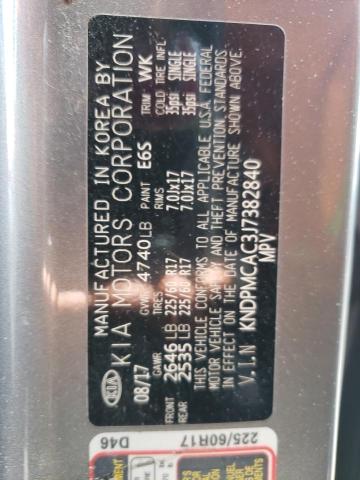 MANUFACTURED IN KOREA BY
KIA MOTORS CORPORATION
KIA
08/17 GVWR 4740LB PAINT E6S TRIM WK
GAWR TIRES RIMS COLD TIRE INFL
FRONT 2646 LB 225/60 R17 7.0Jx17 35psi SINGLE
REAR 2535 LB 225/60 R17 7.0Jx17 35psi SINGLE
THIS VEHICLE CONFORMS TO ALL APPLICABLE U.S.A. FEDERAL
MOTOR VEHICLE SAFETY AND THEFT PREVENTION STANDARDS
IN EFFECT ON THE DATE OF MANUFACTURE SHOWN ABOVE.
V.I.N KNDPMCAC3J7382840
MPV
D46
225/60R17